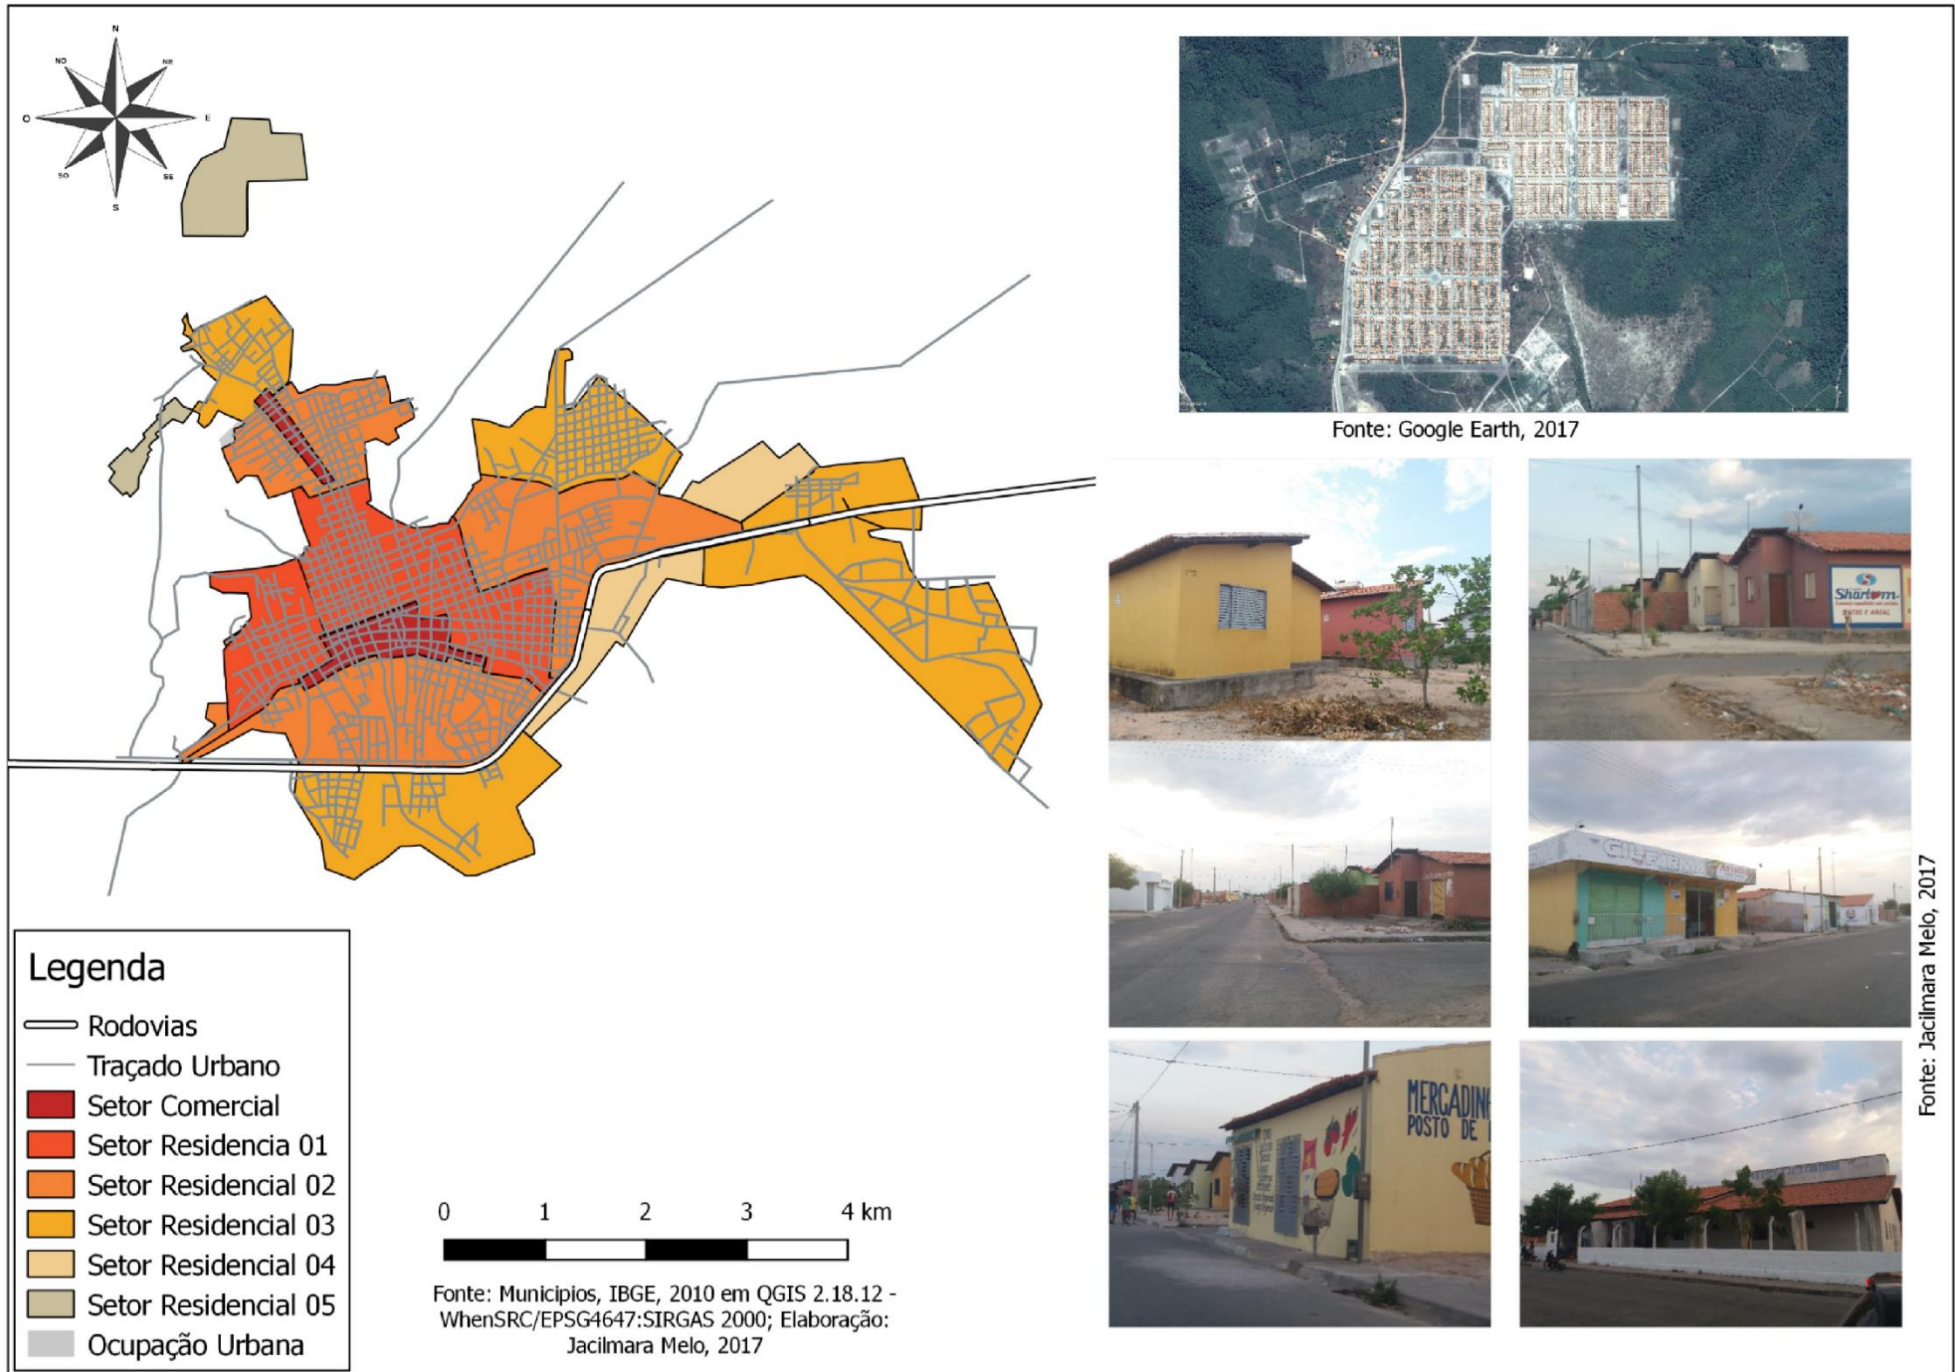 N
NO
NE
O
E
SO
SE
S
Fonte: Google Earth, 2017
Shärlom
Fonte: Jacilmara Melo, 2017
MERCADIN
POSTO DE
Legenda
Rodovias
Traçado Urbano
Setor Comercial
Setor Residencia 01
Setor Residencial 02
Setor Residencial 03
Setor Residencial 04
Setor Residencial 05
Ocupação Urbana
0 1 2 3 4 km
Fonte: Municipios, IBGE, 2010 em QGIS 2.18.12 -
WhenSRC/EPSG4647:SIRGAS 2000; Elaboração:
Jacilmara Melo, 2017